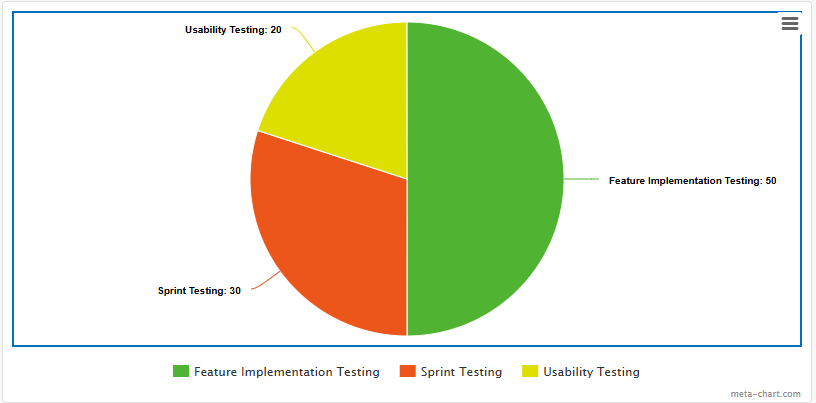 Usability Testing: 20
Feature Implementation Testing: 50
Sprint Testing: 30
Feature Implementation Testing Sprint Testing Usability Testing
meta-chart.com